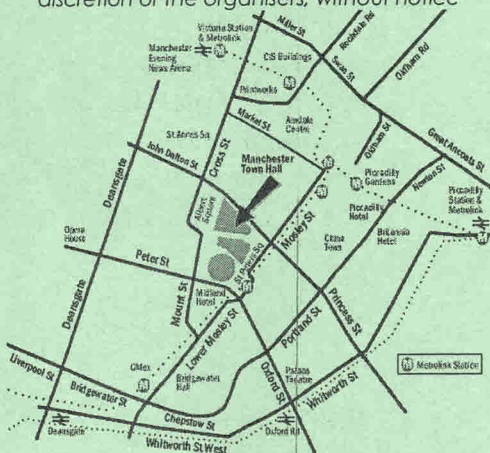 discretion of the organisers, without notice
Victoria Station
& Metrolink
Miller St
Rochdale Rd
Oldham Rd
Manchester
Evening
News Arena
CIS Buildings
Swan St
Printworks
Market St
Arndale
Centre
Great Ancoats St
St Annes Sq
Cross St
Oldham St
John Dalton St
Manchester
Town Hall
Piccadilly
Gardens
Newton St
Piccadilly
Station &
Metrolink
Deansgate
Albert
Square
Mosley St
Piccadilly
Hotel
Opera
House
St Peters Sq
China
Town
Britannia
Hotel
Peter St
Midland
Hotel
Mount St
Princess St
Portland St
Deansgate
Lower Mosley St
Liverpool St
GMex
Bridgewater
Hall
Oxford St
Palace
Theatre
Whitworth St
M Metrolink Station
Bridgewater St
Chepstow St
Deansgate
Oxford Rd
Whitworth St West